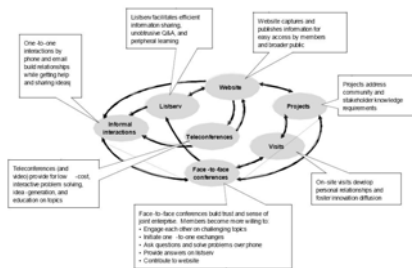 Listserv facilitates efficient
information sharing,
unobtrusive Q&A, and
peripheral learning
Website captures and
publishes information for
easy access by members
and broader public
One-to-one
interactions by
phone and email
build relationships
while getting help
and sharing ideas
Website
Listserv
Projects
Projects address
community and
stakeholder knowledge
requirements
Informal
interactions
Teleconferences
Visits
Teleconferences (and
video) provide for low -cost,
interactive problem solving,
idea-generation, and
education on topics
Face-to-face
conferences
On-site visits develop
personal relationships and
foster innovation diffusion
Face-to-face conferences build trust and sense of
joint enterprise. Members become more willing to:
• Engage each other on challenging topics
• Initiate one -to-one exchanges
• Ask questions and solve problems over phone
• Provide answers on listserv
• Contribute to website